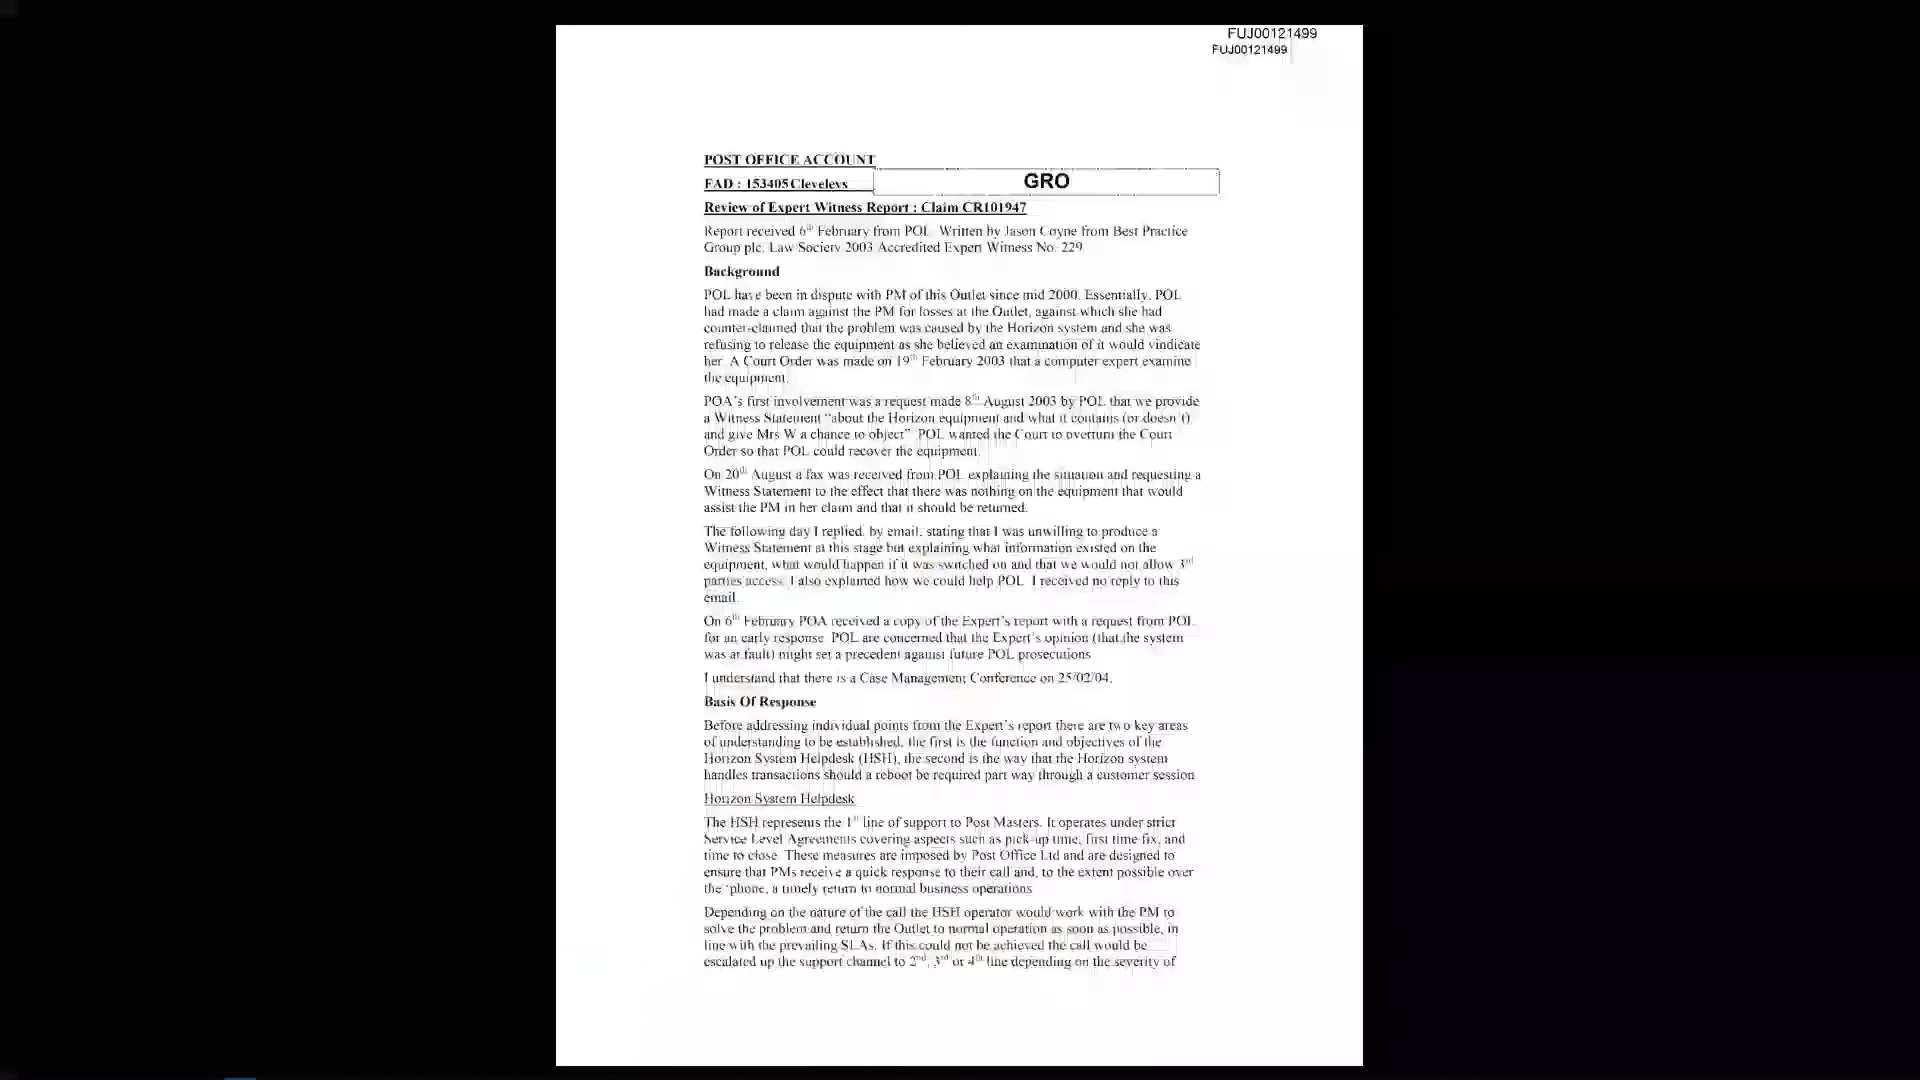 FUJ00121499
FUJ00121499
POST OFFICE ACCOUNT
FAD : 153405 Cleveleys
GRO
Review of Expert Witness Report : Claim CR101947
Report received 6th February from POL. Written by Jason Coyne from Best Practice
Group plc. Law Society 2003 Accredited Expert Witness No. 229
Background
POL have been in dispute with PM of this Outlet since mid 2000. Essentially, POL
had made a claim against the PM for losses at the Outlet, against which she had
counter-claimed that the problem was caused by the Horizon system and she was
refusing to release the equipment as she believed an examination of it would vindicate
her. A Court Order was made on 19th February 2003 that a computer expert examine
the equipment.
POA's first involvement was a request made 8th August 2003 by POL that we provide
a Witness Statement "about the Horizon equipment and what it contains (or doesn't)
and give Mrs W a chance to object" POL wanted the Court to overturn the Court
Order so that POL could recover the equipment.
On 20th August a fax was received from POL explaining the situation and requesting a
Witness Statement to the effect that there was nothing on the equipment that would
assist the PM in her claim and that it should be returned.
The following day I replied, by email, stating that I was unwilling to produce a
Witness Statement at this stage but explaining what information existed on the
equipment, what would happen if it was switched on and that we would not allow 3rd
parties access. I also explained how we could help POL. I received no reply to this
email.
On 6th February POA received a copy of the Expert's report with a request from POL
for an early response. POL are concerned that the Expert's opinion (that the system
was at fault) might set a precedent against future POL prosecutions
I understand that there is a Case Management Conference on 25/02/04.
Basis Of Response
Before addressing individual points from the Expert's report there are two key areas
of understanding to be established, the first is the function and objectives of the
Horizon System Helpdesk (HSH), the second is the way that the Horizon system
handles transactions should a reboot be required part way through a customer session
Horizon System Helpdesk
The HSH represents the 1st line of support to Post Masters. It operates under strict
Service Level Agreements covering aspects such as pick-up time, first time fix, and
time to close. These measures are imposed by Post Office Ltd and are designed to
ensure that PMs receive a quick response to their call and, to the extent possible over
the 'phone, a timely return to normal business operations
Depending on the nature of the call the HSH operator would work with the PM to
solve the problem and return the Outlet to normal operation as soon as possible, in
line with the prevailing SLAs. If this could not be achieved the call would be
escalated up the support channel to 2nd, 3rd or 4th line depending on the severity of